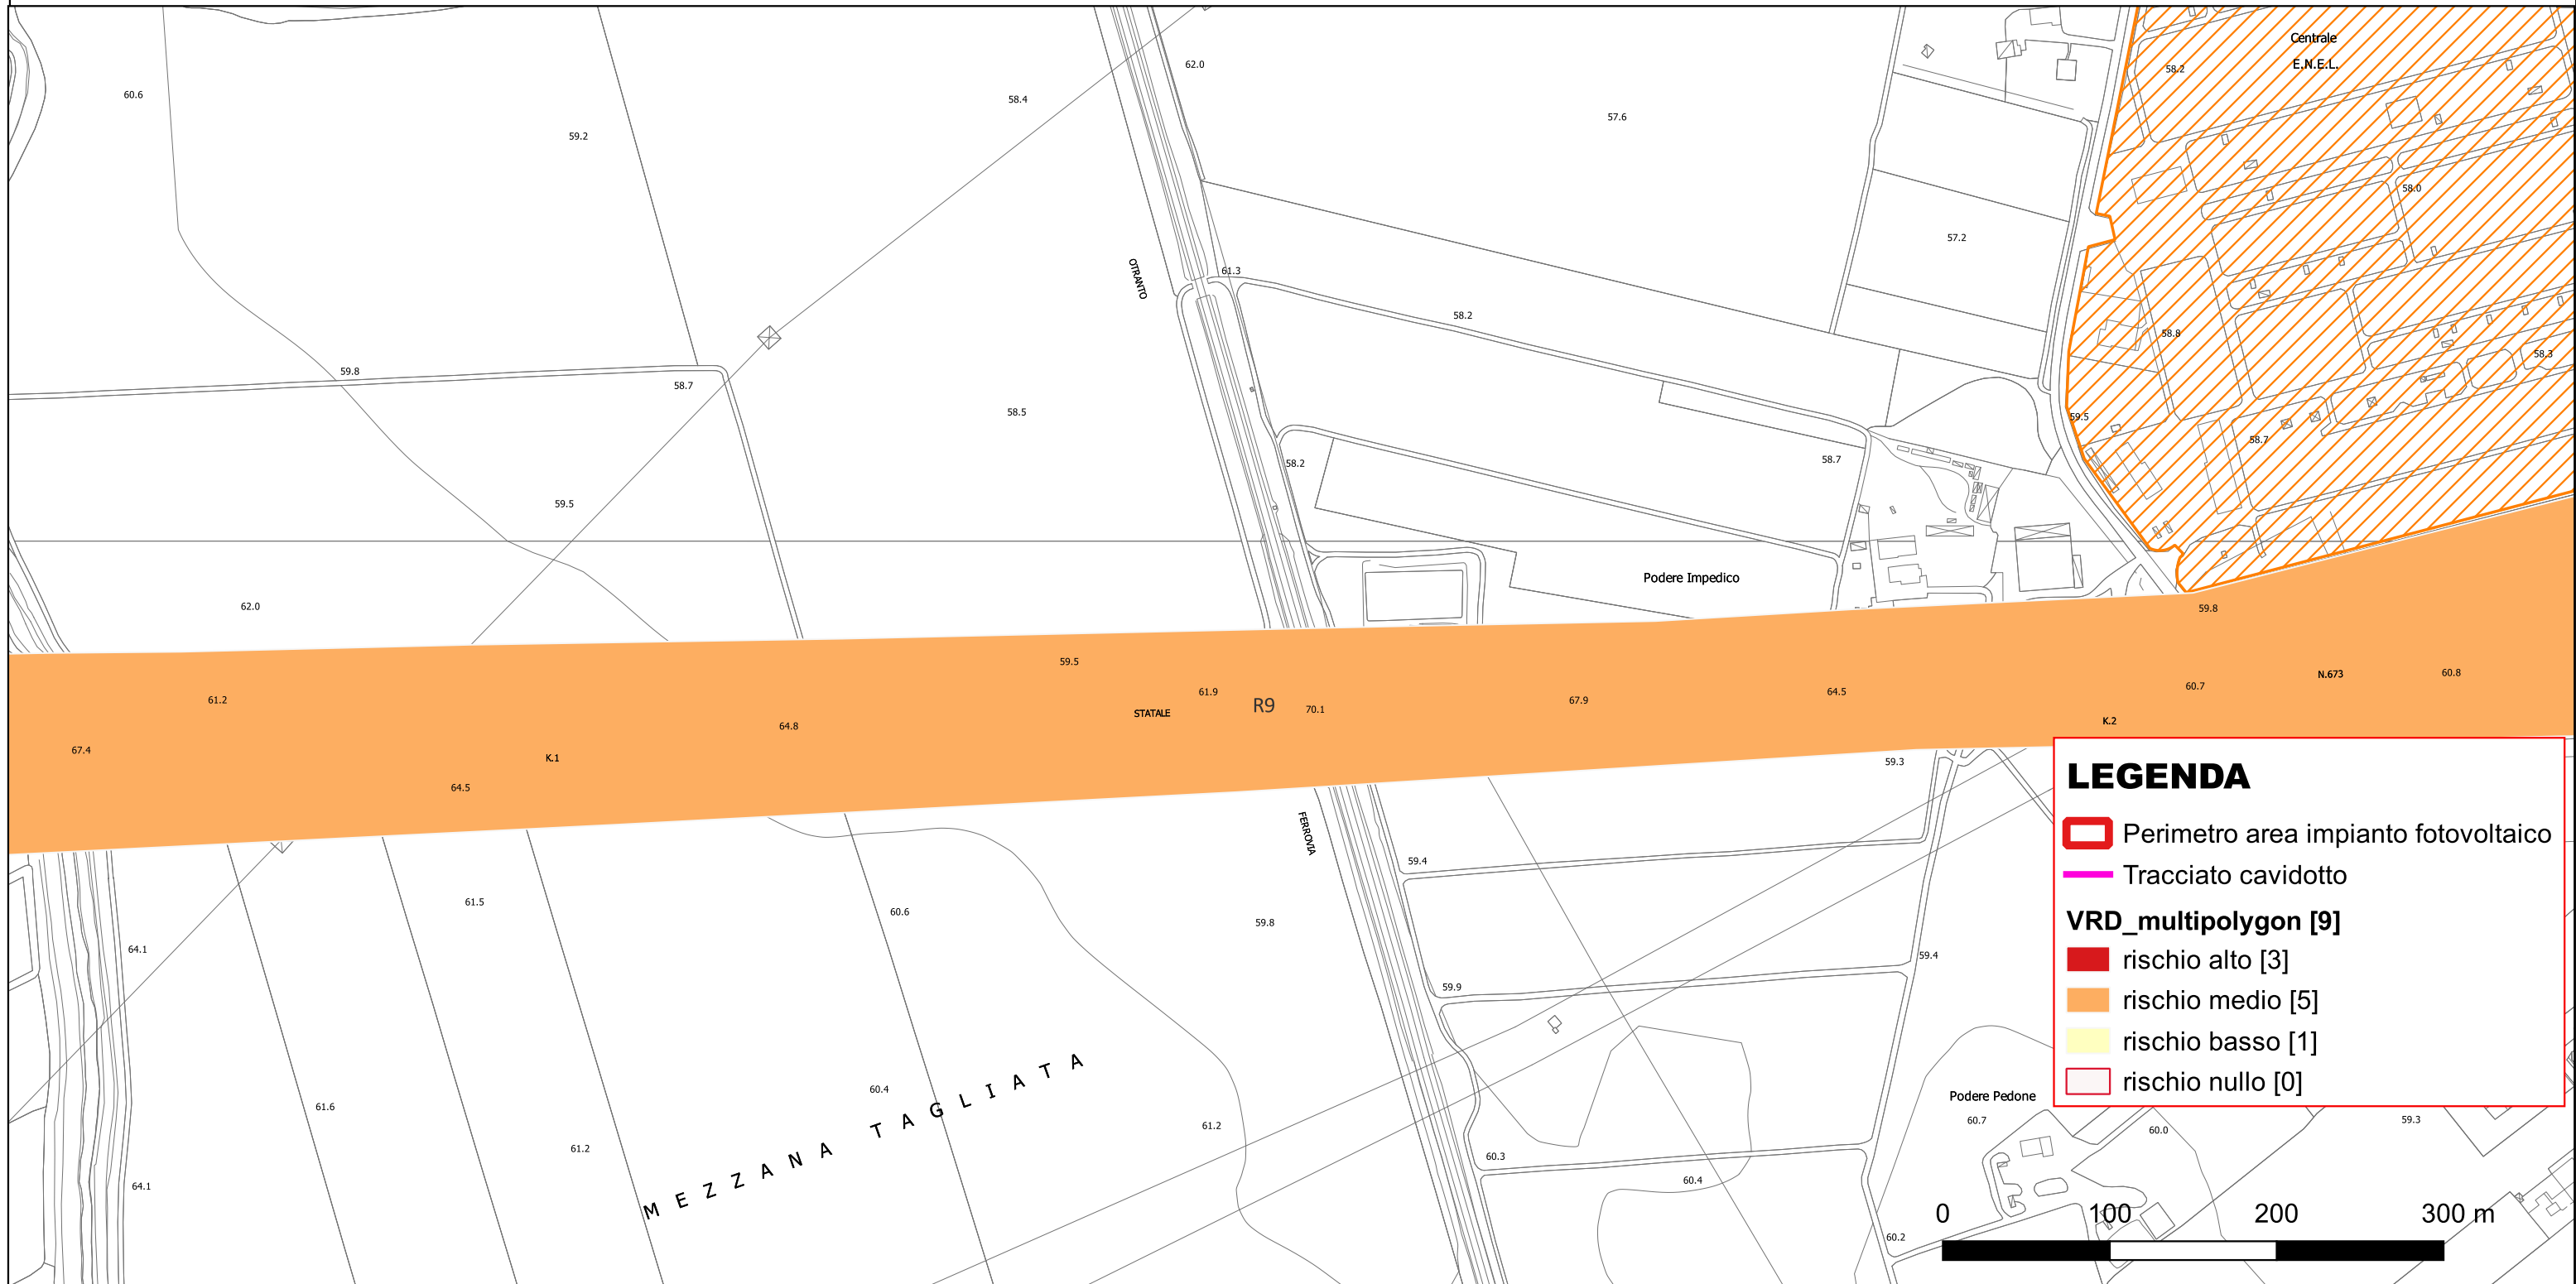 Centrale
E.N.E.L.
62.0
58.2
60.6
58.4
57.6
59.2
58.0
57.2
OTRANTO
61.3
58.2
58.8
58.3
59.8
58.7
58.5
59.5
58.7
58.2
58.7
59.5
Podere Impedico
62.0
59.8
59.5
61.2
61.9
R9
70.1
67.9
64.5
60.7
N.673
60.8
STATALE
64.8
K.2
67.4
K.1
64.5
59.3
FERROVIA
59.4
61.5
60.6
59.8
64.1
59.4
59.9
60.4
MEZZANA TAGLIATA
61.6
61.2
61.2
60.3
60.4
64.1
Podere Pedone
60.7
60.0
59.3
60.2
LEGENDA
Perimetro area impianto fotovoltaico
Tracciato cavidotto
VRD_multipolygon [9]
rischio alto [3]
rischio medio [5]
rischio basso [1]
rischio nullo [0]
0 100 200 300 m